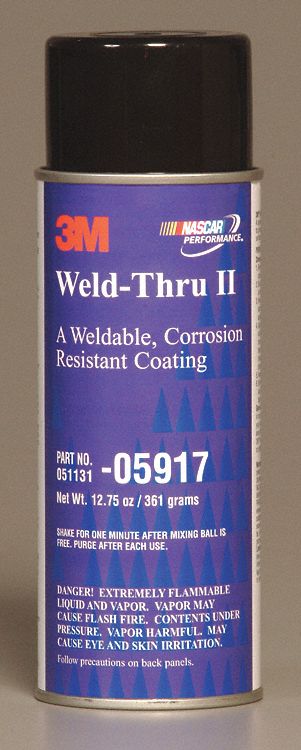 3M
NASCAR
PERFORMANCE
Weld-Thru II
A Weldable, Corrosion
Resistant Coating
PART NO.
051131 -05917
Net Wt. 12.75 oz / 361 grams
SHAKE FOR ONE MINUTE AFTER MIXING BALL IS
FREE. PURGE AFTER EACH USE.
DANGER! EXTREMELY FLAMMABLE
LIQUID AND VAPOR. VAPOR MAY
CAUSE FLASH FIRE. CONTENTS UNDER
PRESSURE. VAPOR HARMFUL. MAY
CAUSE EYE AND SKIN IRRITATION.
Follow precautions on back panels.